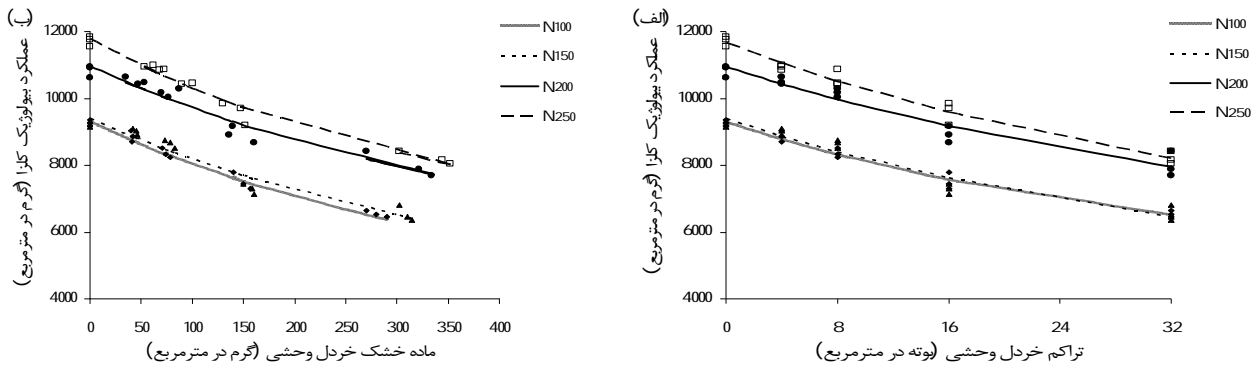 (الف)
عملکرد بیولوژیک کلزا (گرم در مترمربع)
12000
10000
8000
6000
4000
0
8
16
24
32
تراکم خردل وحشی (بوته در مترمربع)
N100
N150
N200
N250
(ب)
عملکرد بیولوژیک کلزا (گرم در مترمربع)
12000
10000
8000
6000
4000
0
50
100
150
200
250
300
350
400
ماده خشک خردل وحشی (گرم در مترمربع)
N100
N150
N200
N250